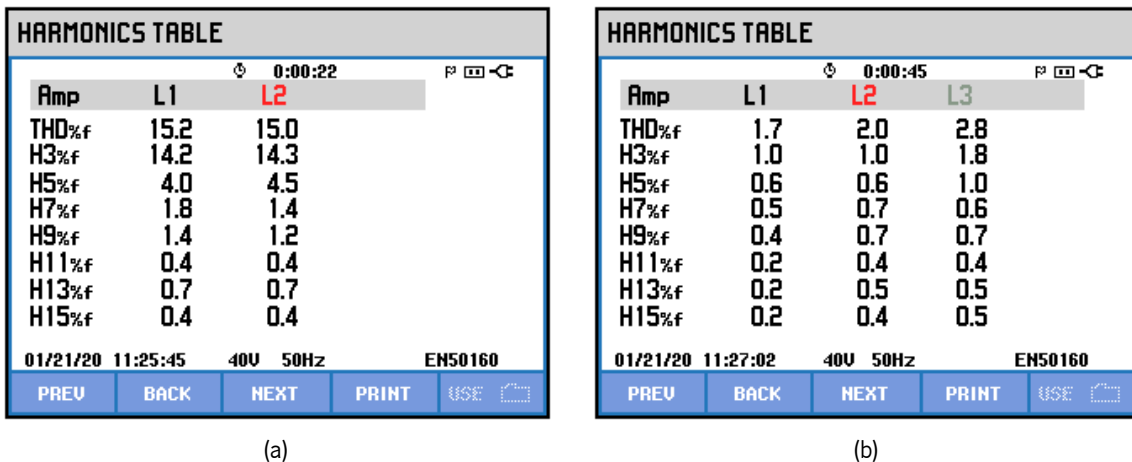 HARMONICS TABLE
0:00:22
Amp L1 L2
THD%f 15.2 15.0
H3%f 14.2 14.3
H5%f 4.0 4.5
H7%f 1.8 1.4
H9%f 1.4 1.2
H11%f 0.4 0.4
H13%f 0.7 0.7
H15%f 0.4 0.4
01/21/20 11:25:45 40V 50Hz EN50160
PREV BACK NEXT PRINT USE
(a)
HARMONICS TABLE
0:00:45
Amp L1 L2 L3
THD%f 1.7 2.0 2.8
H3%f 1.0 1.0 1.8
H5%f 0.6 0.6 1.0
H7%f 0.5 0.7 0.6
H9%f 0.4 0.7 0.7
H11%f 0.2 0.4 0.4
H13%f 0.2 0.5 0.5
H15%f 0.2 0.4 0.5
01/21/20 11:27:02 40V 50Hz EN50160
PREV BACK NEXT PRINT USE
(b)